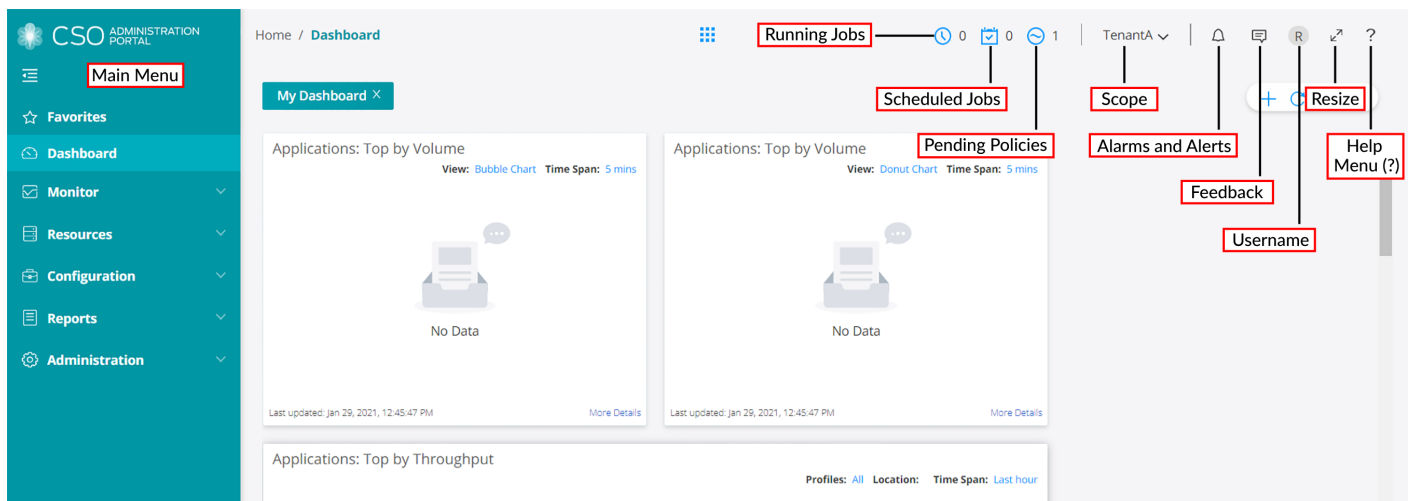 CSO ADMINISTRATION PORTAL
Home / Dashboard
Running Jobs
0
0
1
TenantA
R
?
Main Menu
My Dashboard X
Scheduled Jobs
Scope
Resize
Favorites
Dashboard
Monitor
Resources
Configuration
Reports
Administration
Pending Policies
Alarms and Alerts
Help
Menu (?)
Feedback
Username
Applications: Top by Volume
View: Bubble Chart Time Span: 5 mins
No Data
Last updated: Jan 29, 2021, 12:45:47 PM More Details
Applications: Top by Volume
View: Donut Chart Time Span: 5 mins
No Data
Last updated: Jan 29, 2021, 12:45:47 PM More Details
Applications: Top by Throughput
Profiles: All Location: Time Span: Last hour